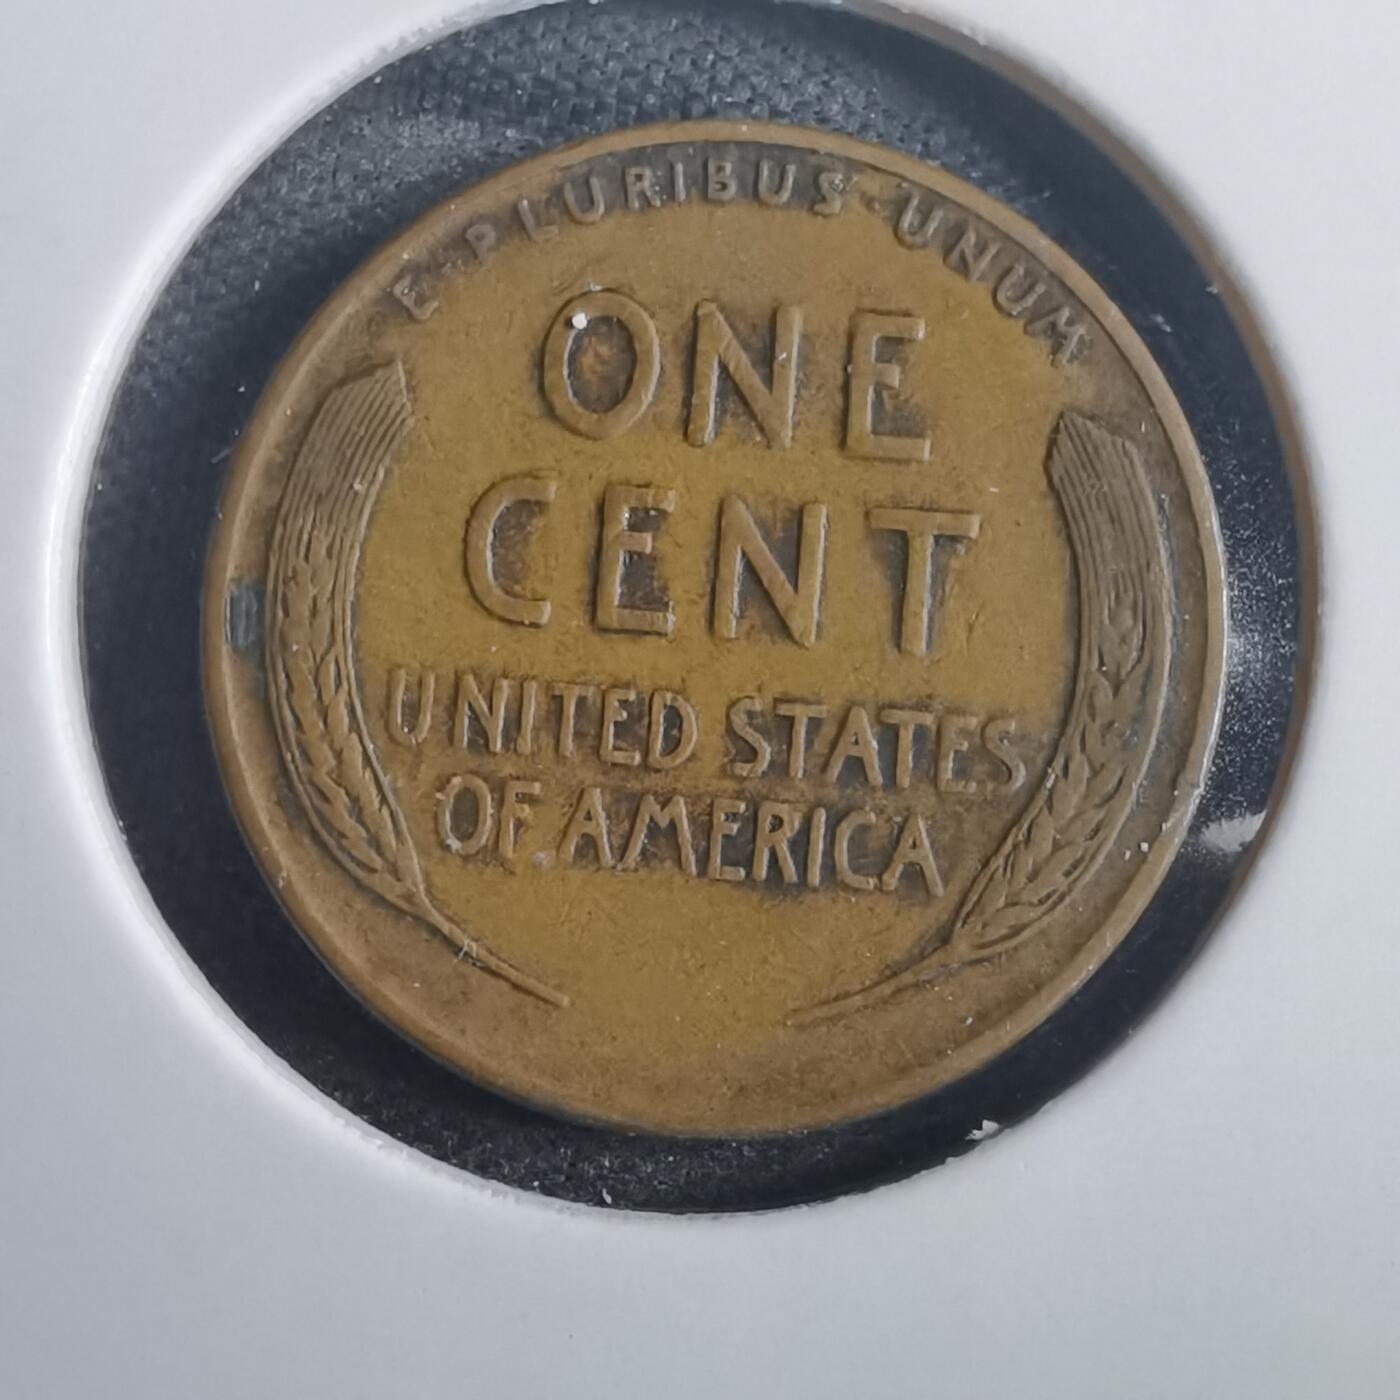 E · PLURIBUS · UNUM
ONE
CENT
UNITED STATES
OF AMERICA